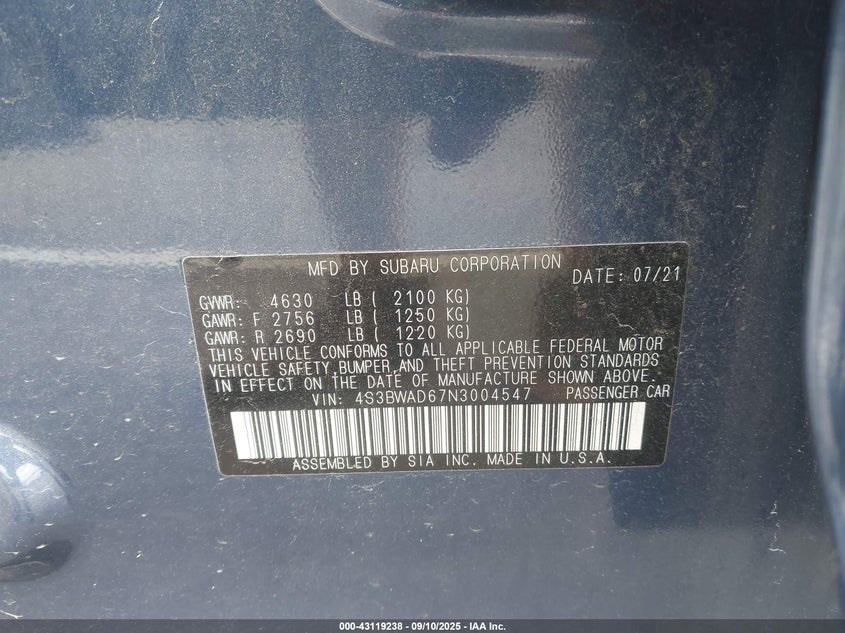 MFD BY SUBARU CORPORATION DATE: 07/21
GVWR: 4630 LB ( 2100 KG)
GAWR: F 2756 LB ( 1250 KG)
GAWR: R 2690 LB ( 1220 KG)
THIS VEHICLE CONFORMS TO ALL APPLICABLE FEDERAL MOTOR
VEHICLE SAFETY,BUMPER,AND THEFT PREVENTION STANDARDS
IN EFFECT ON THE DATE OF MANUFACTURE SHOWN ABOVE.
VIN: 4S3BWAD67N3004547 PASSENGER CAR
ASSEMBLED BY SIA INC. MADE IN U.S.A.
000-43119238 - 09/10/2025 - IAA Inc.